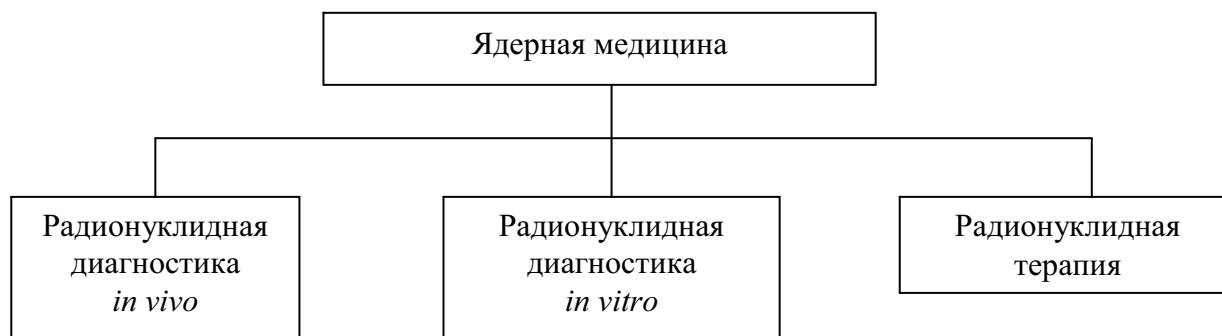 Ядерная медицина
Радионуклидная
диагностика
in vivo
Радионуклидная
диагностика
in vitro
Радионуклидная
терапия